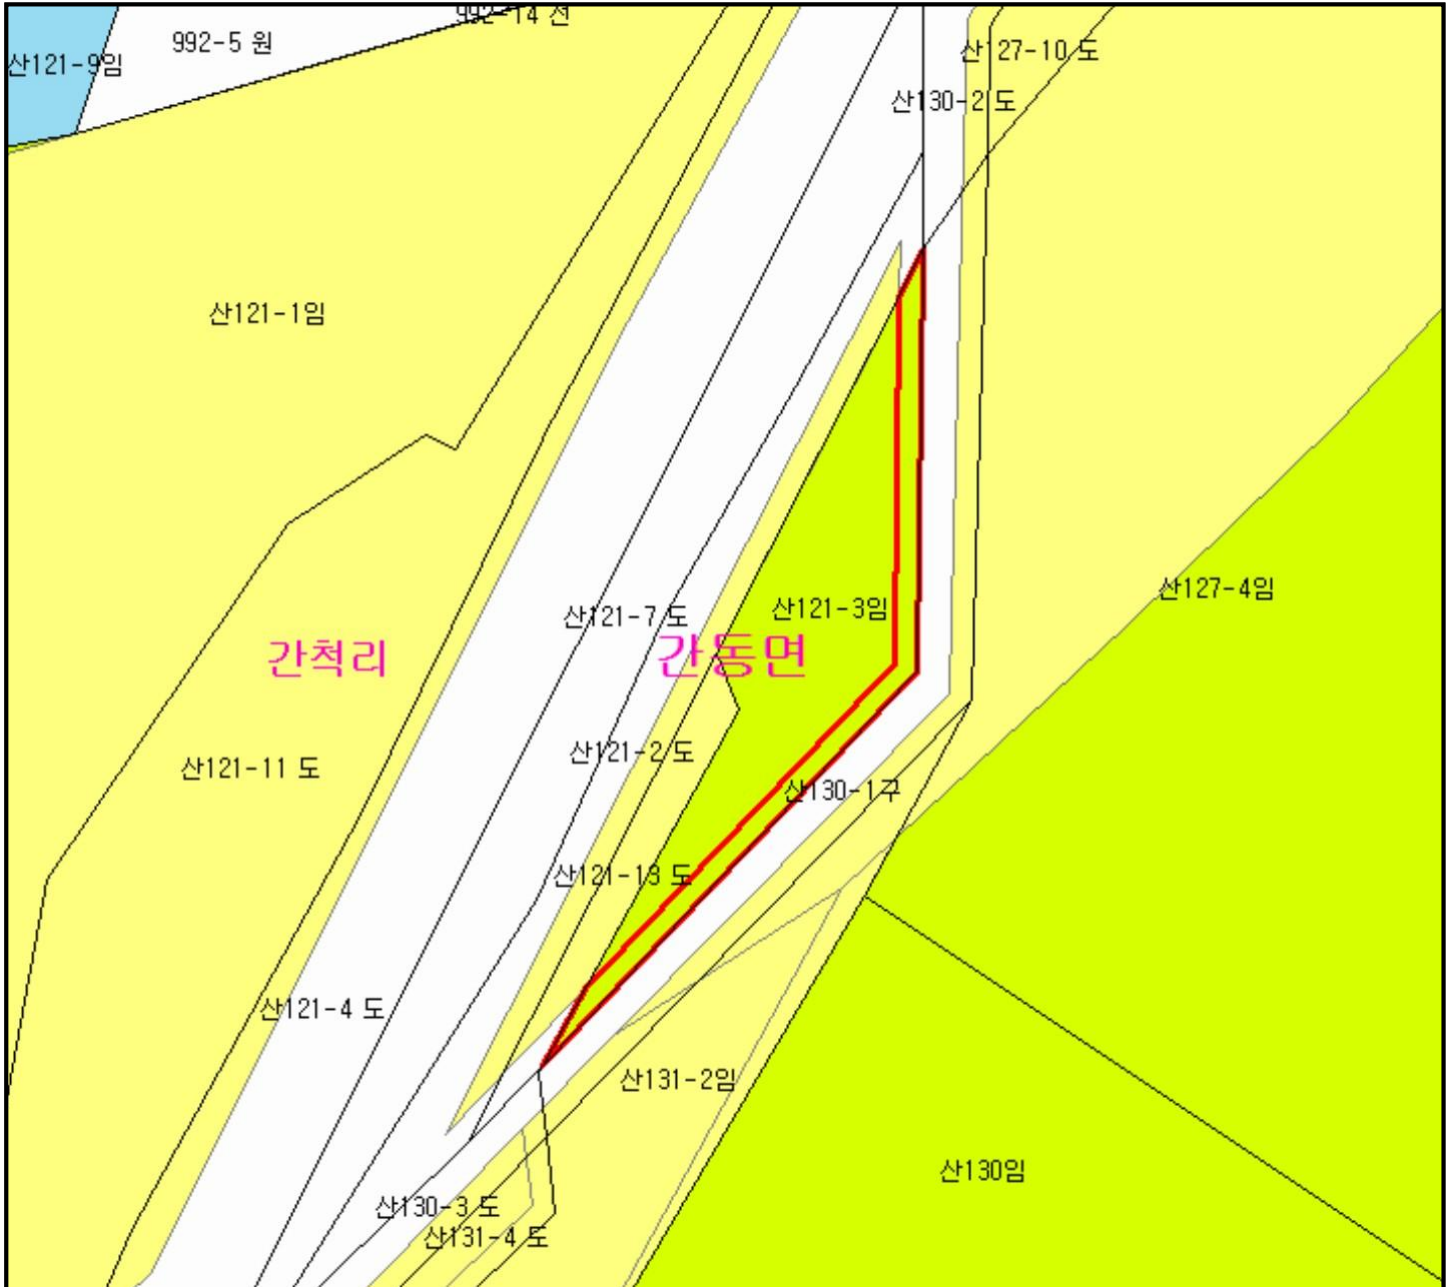 992-14 전
992-5 원
산121-9임
산127-10 도
산130-2 도
산121-1임
산127-4임
산121-3임
산121-7 도
간척리
간동면
산121-2 도
산121-11 도
산130-1구
산121-13 도
산121-4 도
산131-2임
산130임
산130-3 도
산131-4 도